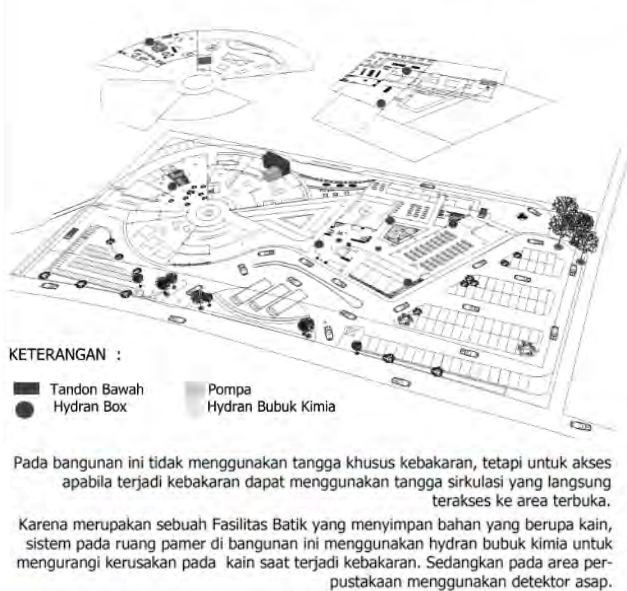 KETERANGAN :
Tandon Bawah
Pompa
Hydran Box
Hydran Bubuk Kimia
Pada bangunan ini tidak menggunakan tangga khusus kebakaran, tetapi untuk akses
apabila terjadi kebakaran dapat menggunakan tangga sirkulasi yang langsung
terakses ke area terbuka.
Karena merupakan sebuah Fasilitas Batik yang menyimpan bahan yang berupa kain,
sistem pada ruang pamer di bangunan ini menggunakan hydran bubuk kimia untuk
mengurangi kerusakan pada kain saat terjadi kebakaran. Sedangkan pada area per-
pustakaan menggunakan detektor asap.